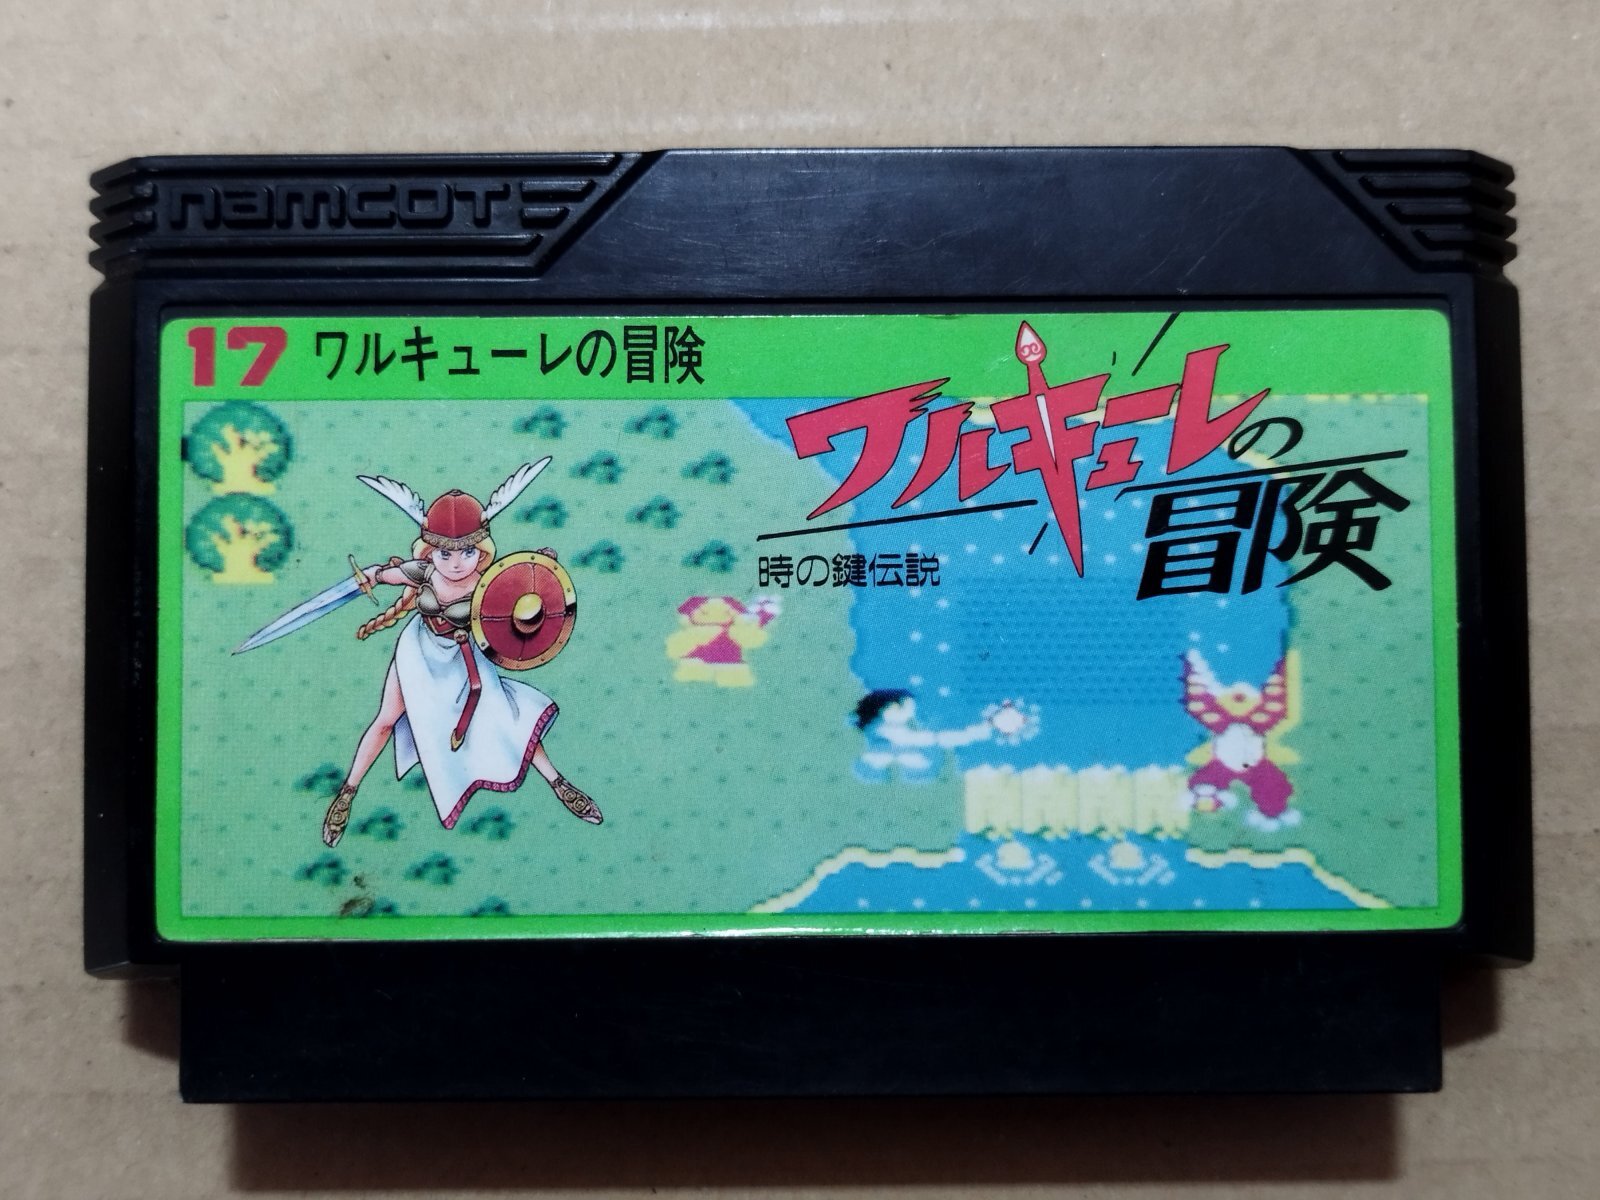 namcoT
17 ワルキューレの冒険
ワルキューレの
冒険
時の鍵伝説